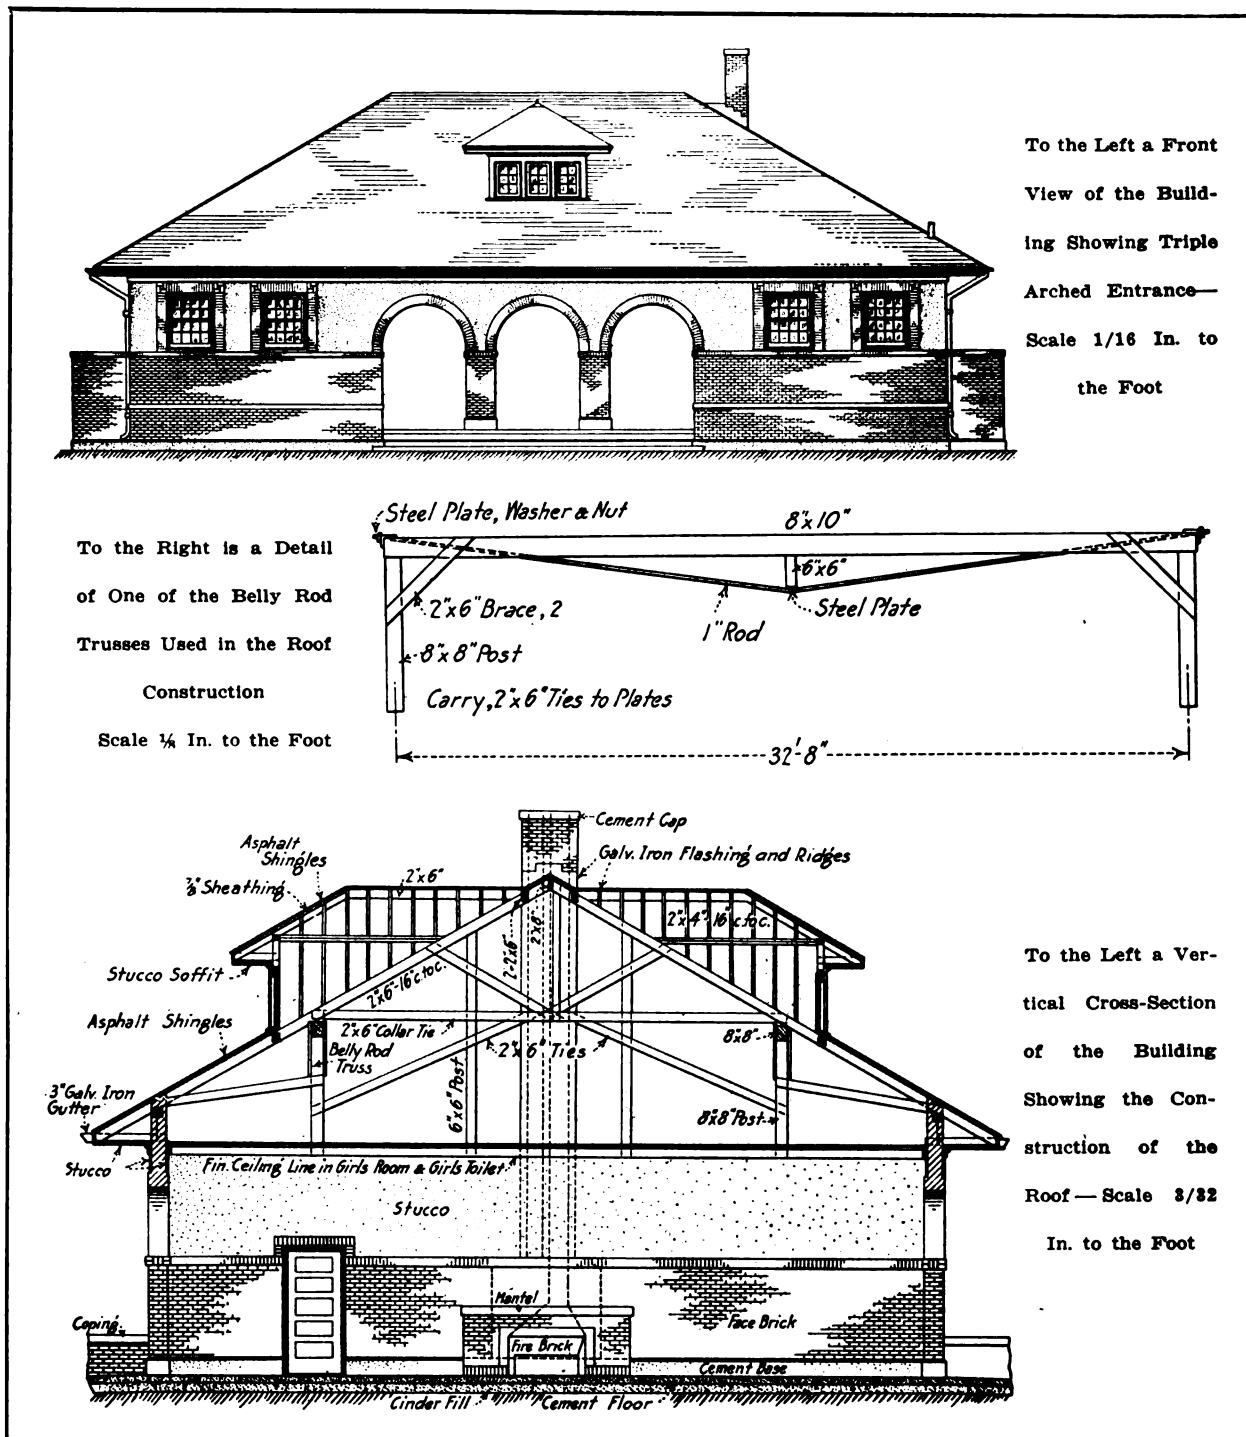 To the Left a Front
View of the Build-
ing Showing Triple
Arched Entrance—
Scale 1/16 In. to
the Foot
To the Right is a Detail
of One of the Belly Rod
Trusses Used in the Roof
Construction
Scale ⅛ In. to the Foot
Steel Plate, Washer & Nut
8"x10"
6"x6"
2"x6" Brace, 2
1" Rod
Steel Plate
8"x8" Post
Carry, 2"x6" Ties to Plates
32'-8"
Cement Cap
Asphalt
Shingles
Galv. Iron Flashing and Ridges
⅞" Sheathing
2"x6"
2"x4"-16" c.to c.
2-2"x6"
2"x8"
Stucco Soffit
2"x6"-16" c.to c.
Asphalt Shingles
2"x6" Collar Tie
8"x8"
Belly Rod
Truss
2"x6" Ties
3" Galv. Iron
Gutter
6"x6" Post
8"x8" Post
Stucco
Fin. Ceiling Line in Girls Room & Girls Toilet
Stucco
Mantel
Coping
Face Brick
Fire Brick
Cement Base
Cinder Fill
Cement Floor
To the Left a Ver-
tical Cross-Section
of the Building
Showing the Con-
struction of the
Roof — Scale 3/32
In. to the Foot